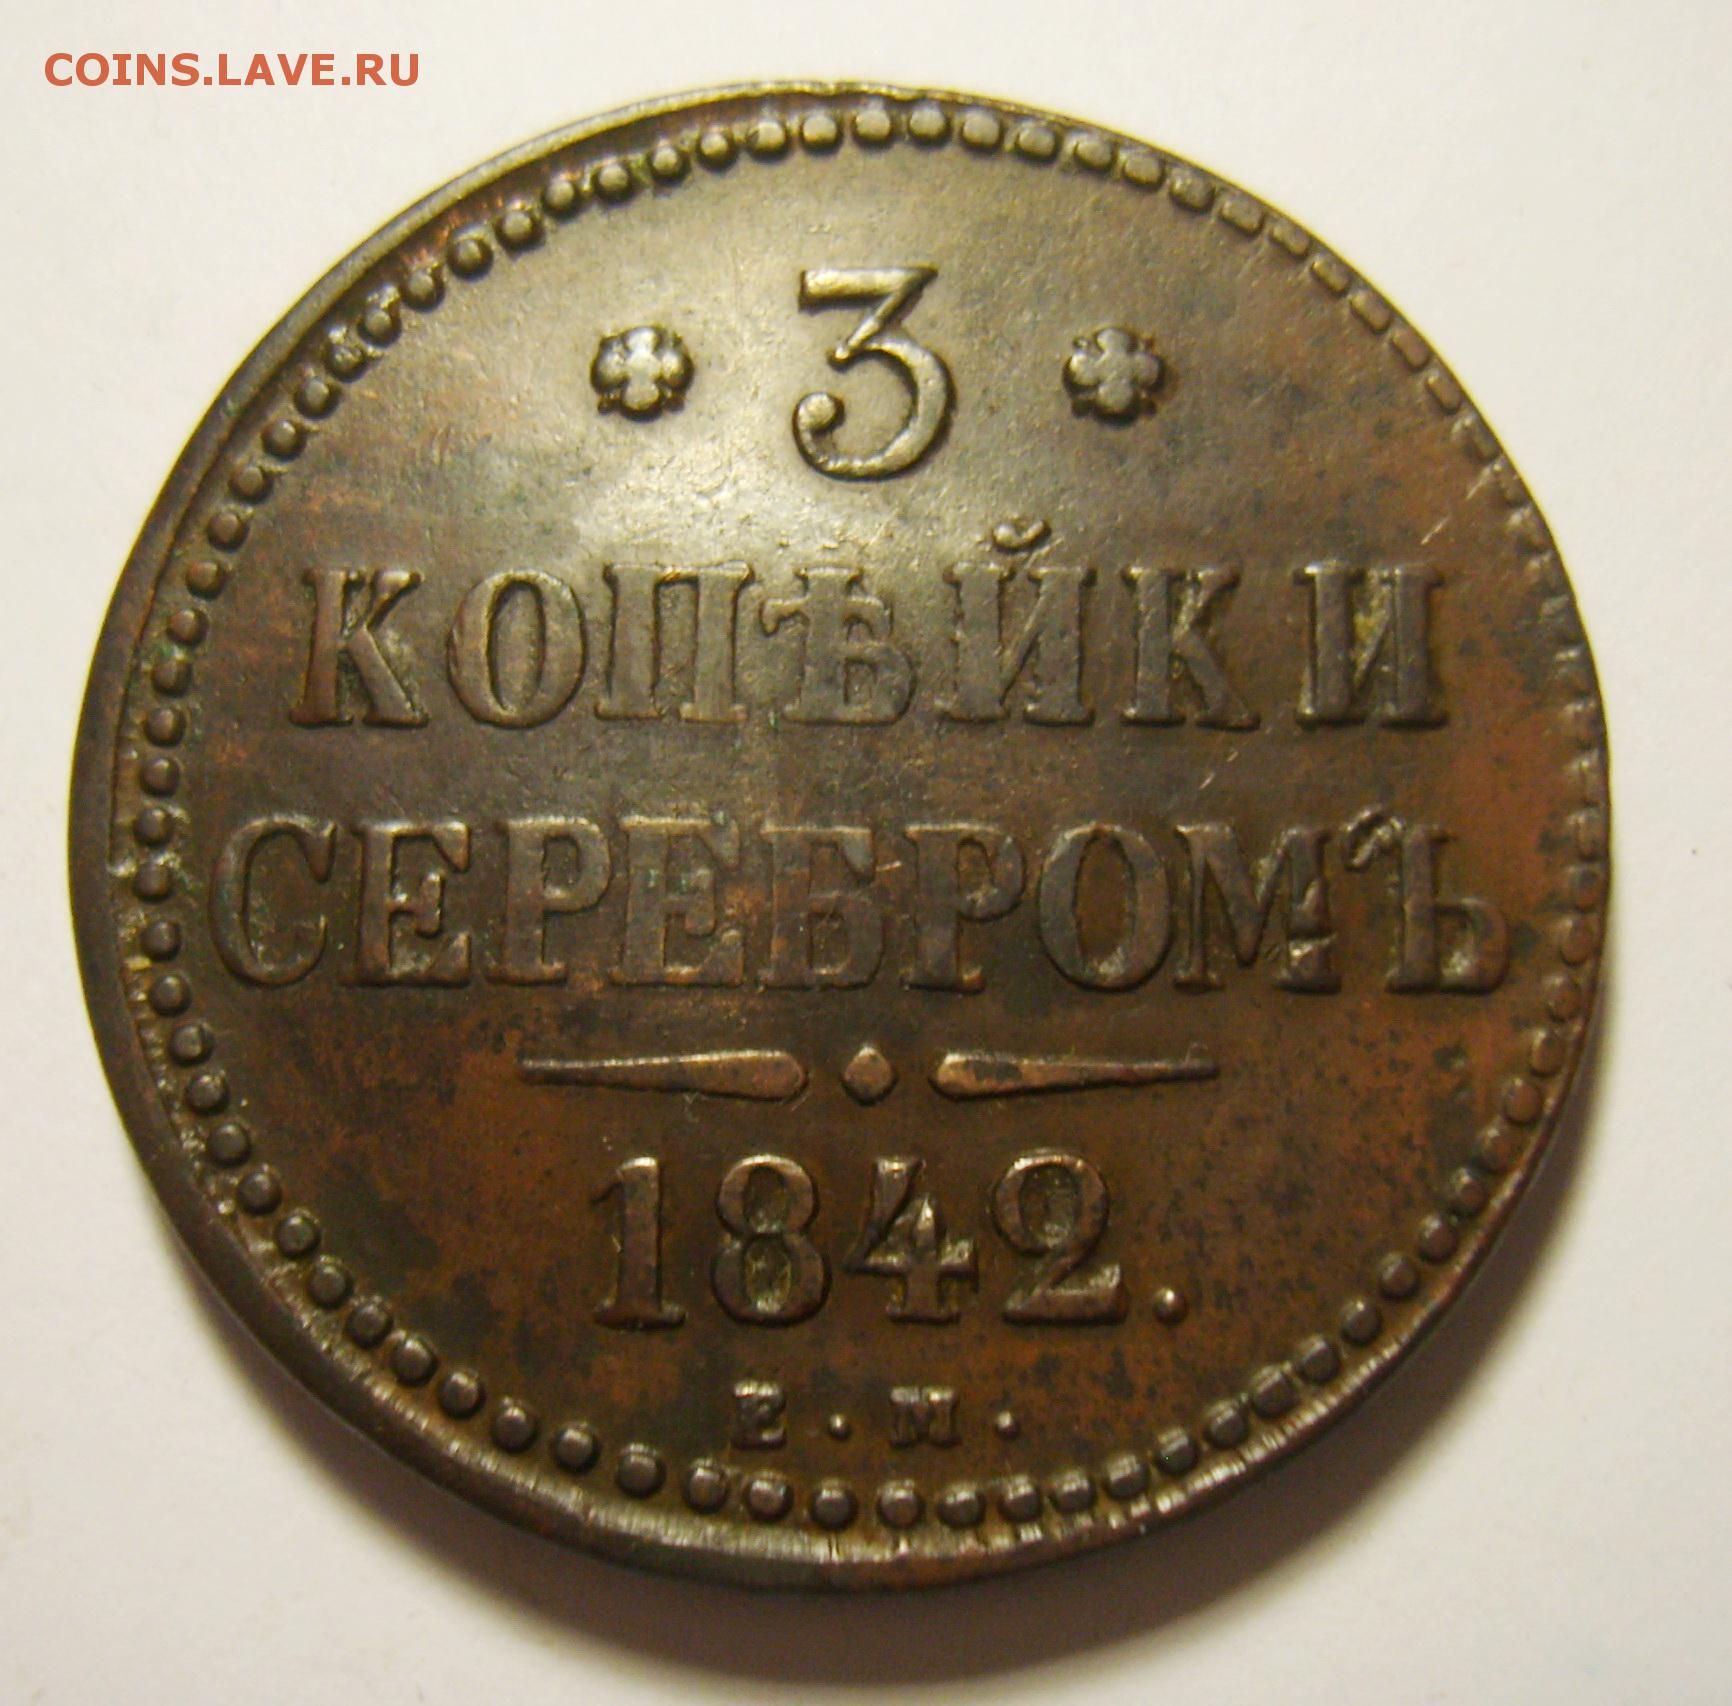 COINS.LAVE.RU
3
КОПѢЙКИ
СЕРЕБРОМЪ
1842.
Е. М.